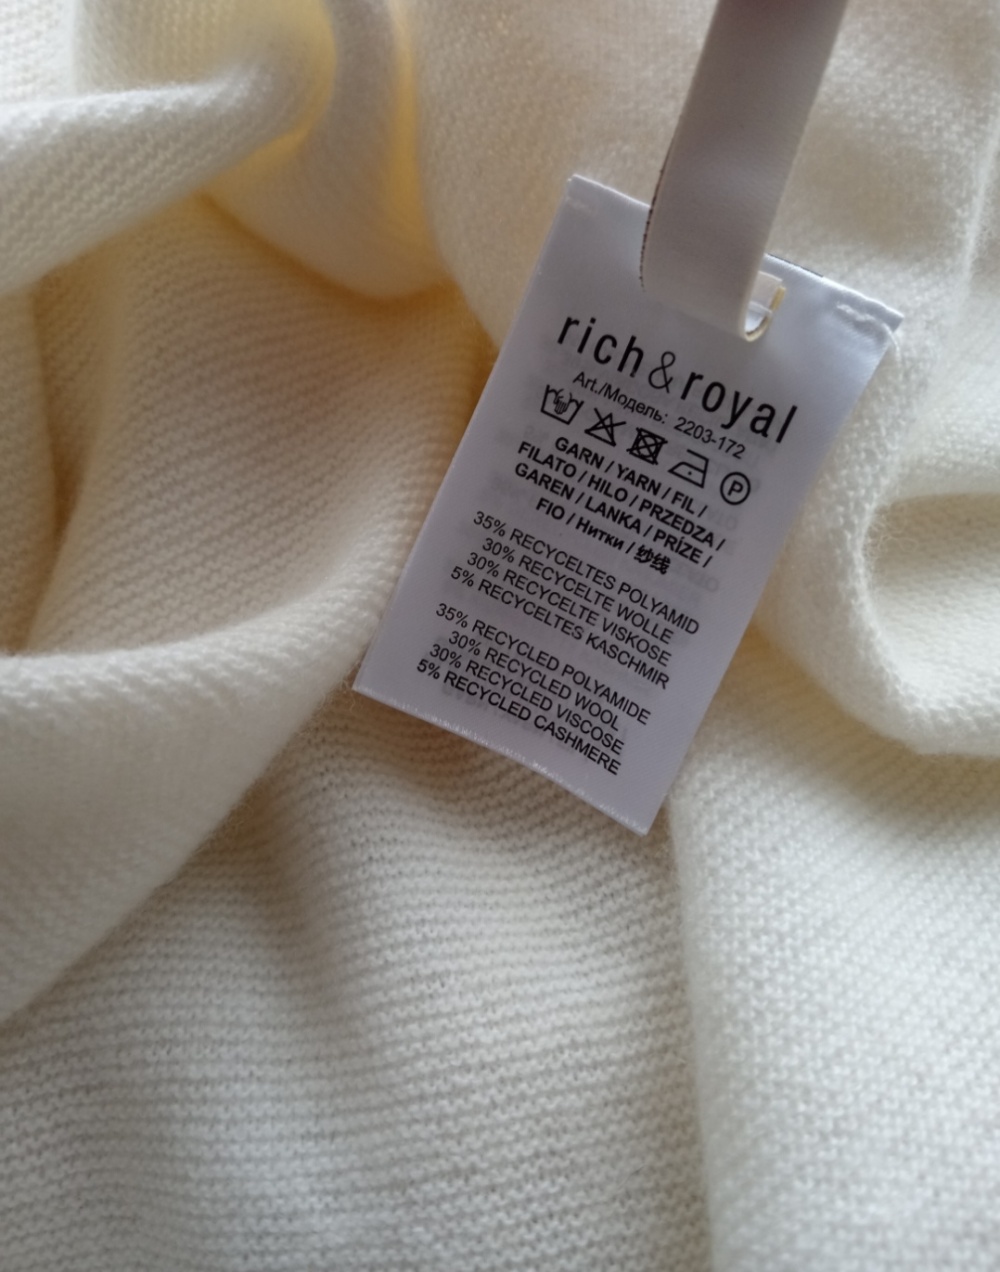 rich&royal
Art./Модель: 2203-172
P
GARN / YARN / FIL /
FILATO / HILO / PRZEDZA /
GAREN / LANKA / PRÍZE /
FIO / Нитки / 纱线
35% RECYCELTES POLYAMID
30% RECYCELTE WOLLE
30% RECYCELTE VISKOSE
5% RECYCELTES KASCHMIR
35% RECYCLED POLYAMIDE
30% RECYCLED WOOL
30% RECYCLED VISCOSE
5% RECYCLED CASHMERE